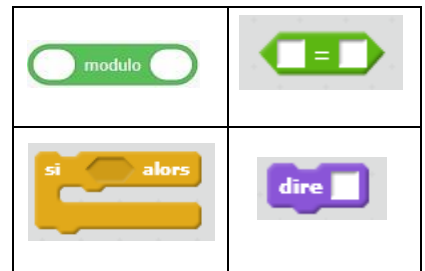 modulo
=
si alors
dire